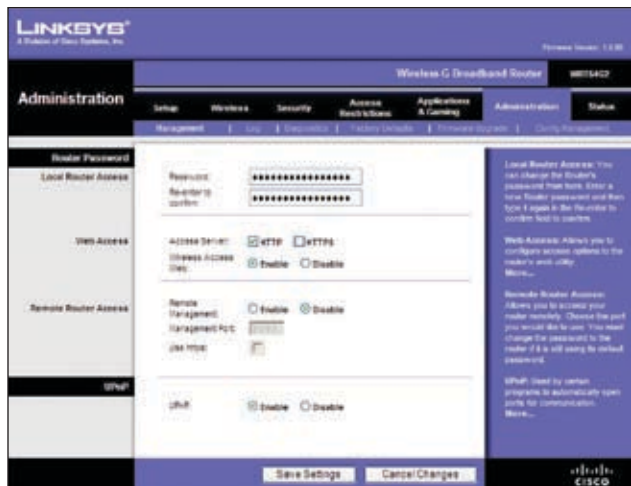 LINKSYS®
A Division of Cisco Systems, Inc.
Firmware Version: 
Wireless-G Broadband Router
WRT54G2
Administration
Setup
Wireless
Security
Access Restrictions
Applications & Gaming
Administration
Status
Management | Log | Diagnostics | Factory Defaults | Firmware Upgrade | Config Management
Router Password
Local Router Access
Password:
Re-enter to confirm:
Web Access
Access Server:
HTTP
HTTPS
Wireless Access Web:
Enable
Disable
Remote Router Access
Remote Management:
Enable
Disable
Management Port:
Use https:
UPnP
UPnP:
Enable
Disable
Local Router Access: You
can change the Router's
password from here. Enter a
new Router password and then
type it again in the Re-enter to
confirm field to confirm.
Web Access: Allows you to
configure access options to the
router's web utility.
More...
Remote Router Access:
Allows you to access your
router remotely. Choose the port
you would like to use. You must
change the password to the
router if it is still using its default
password.
UPnP: Used by certain
programs to automatically open
ports for communication.
More...
Save Settings
Cancel Changes
CISCO